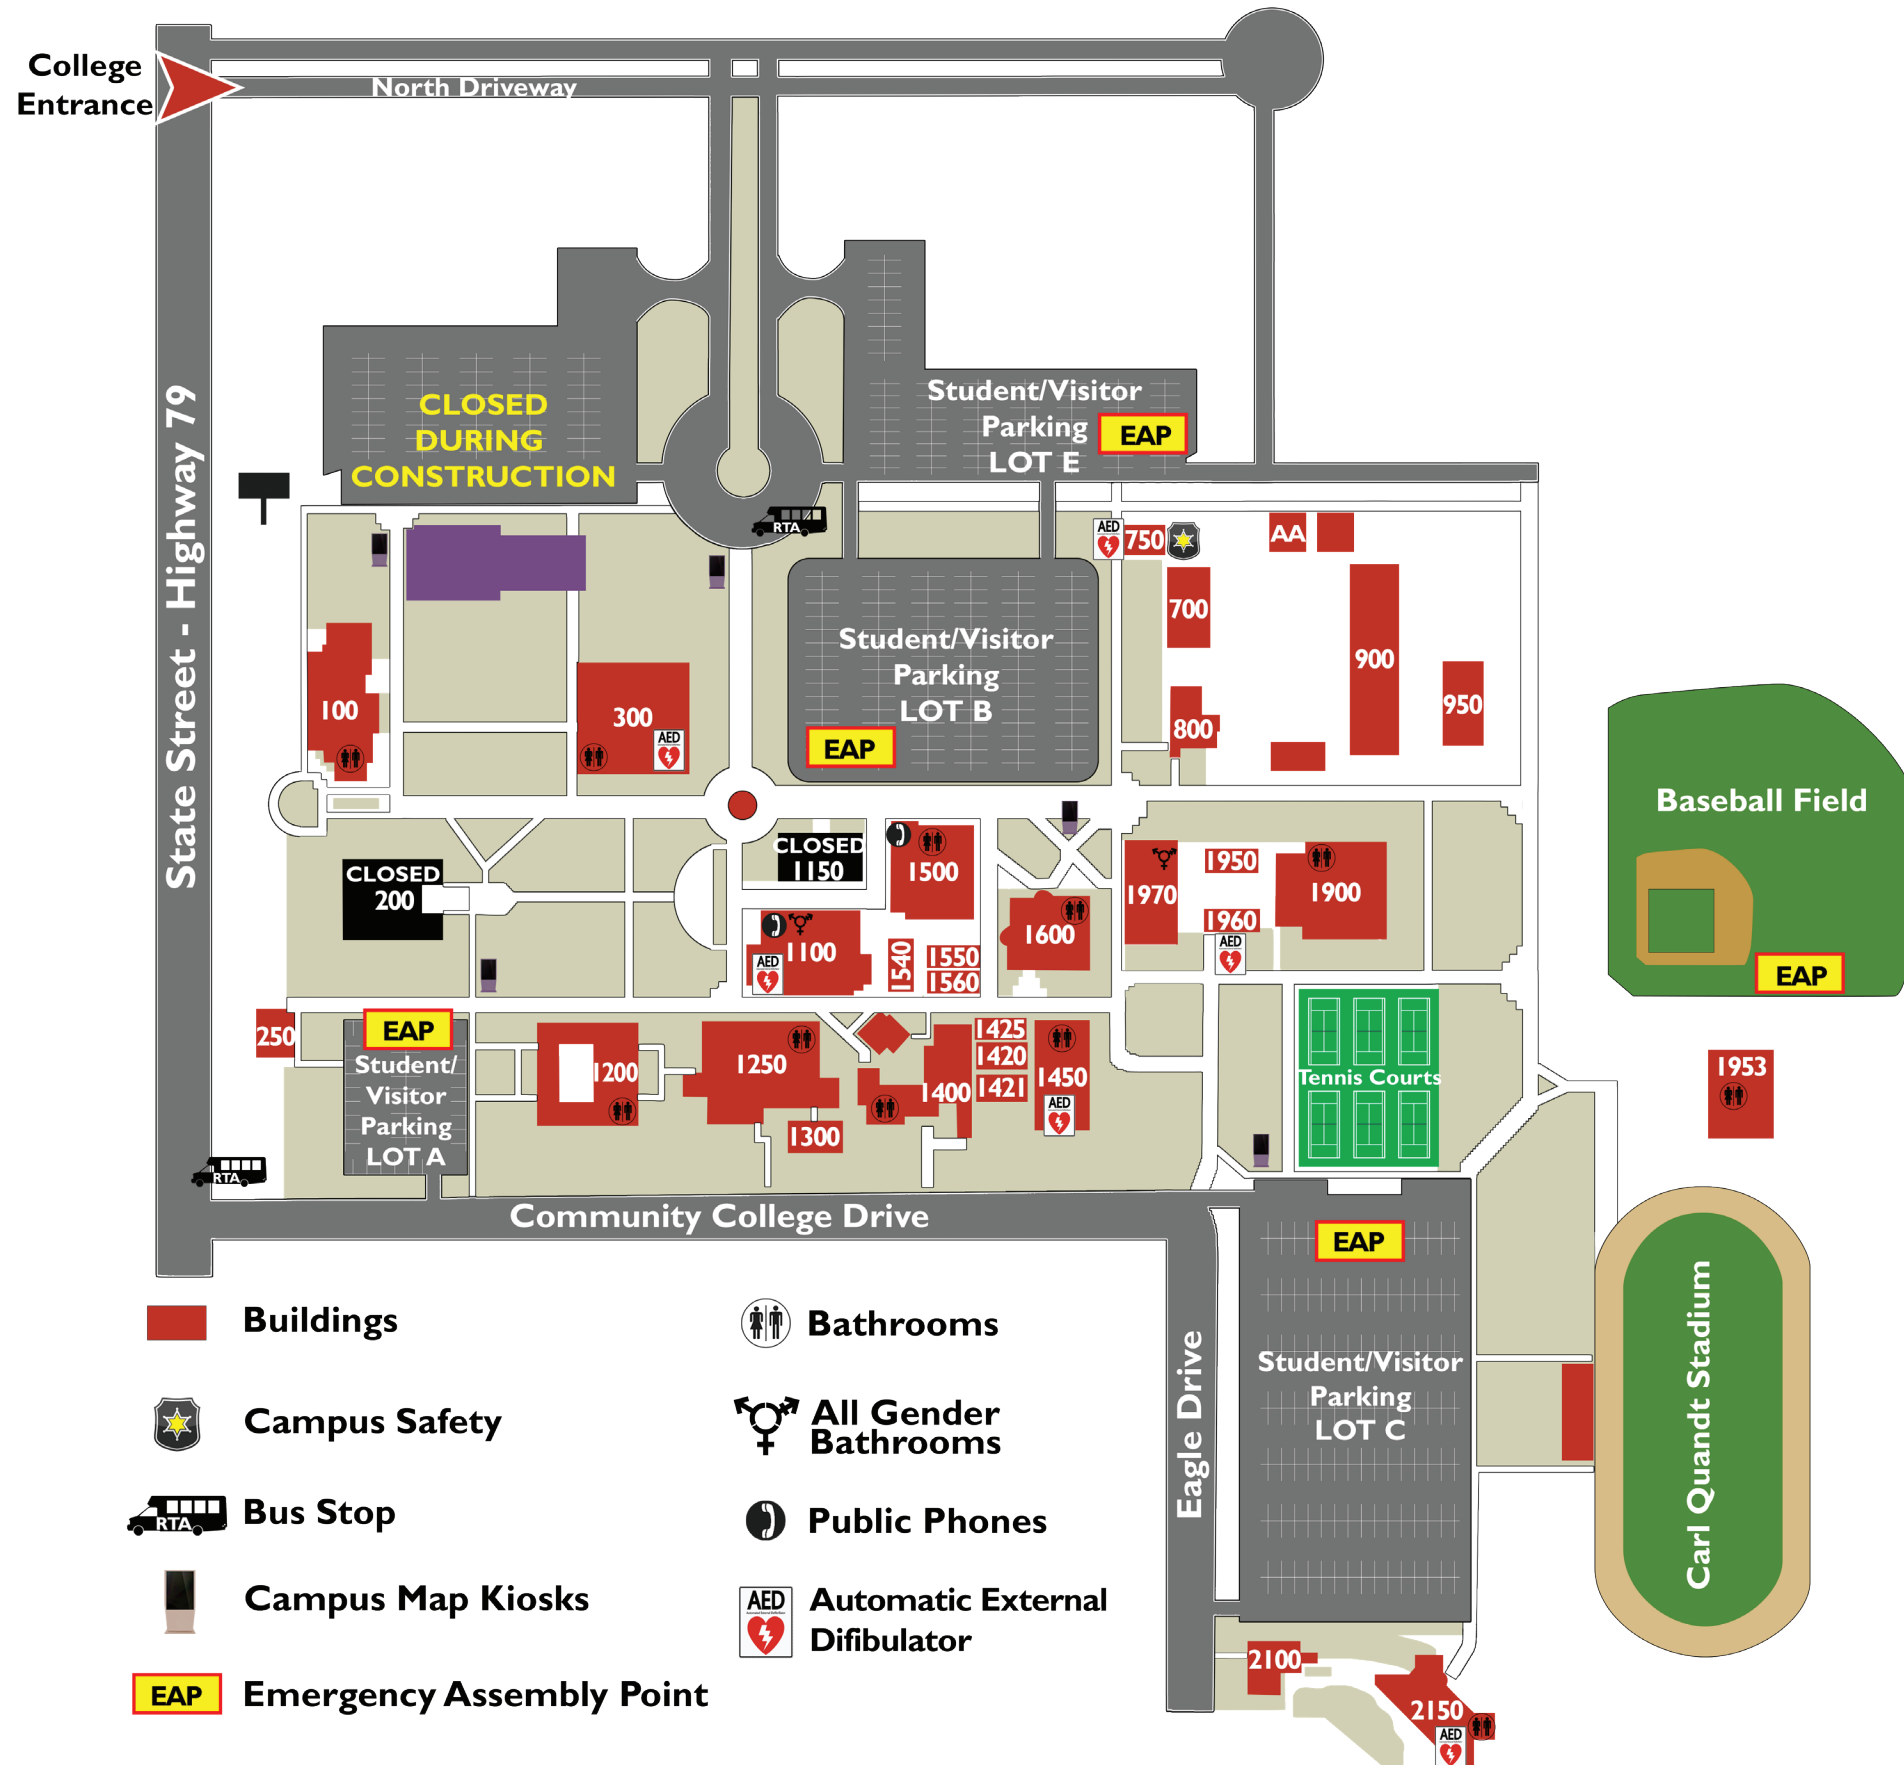 College
Entrance
North Driveway
State Street - Highway 79
CLOSED
DURING
CONSTRUCTION
Student/Visitor
Parking
LOT E
EAP
RTA
AED
750
AA
700
900
950
800
Student/Visitor
Parking
LOT B
EAP
100
300
AED
Baseball Field
EAP
CLOSED
200
CLOSED
1150
1500
1100
AED
1540
1550
1560
1600
1970
1950
1960
AED
1900
250
EAP
Student/
Visitor
Parking
LOT A
1200
1250
1300
1400
1425
1420
1421
1450
AED
Tennis Courts
1953
RTA
Community College Drive
EAP
Student/Visitor
Parking
LOT C
Eagle Drive
Carl Quandt Stadium
2100
2150
AED
Buildings
Campus Safety
RTA
Bus Stop
Campus Map Kiosks
EAP
Emergency Assembly Point
Bathrooms
All Gender
Bathrooms
Public Phones
AED
Automatic External
Difibulator